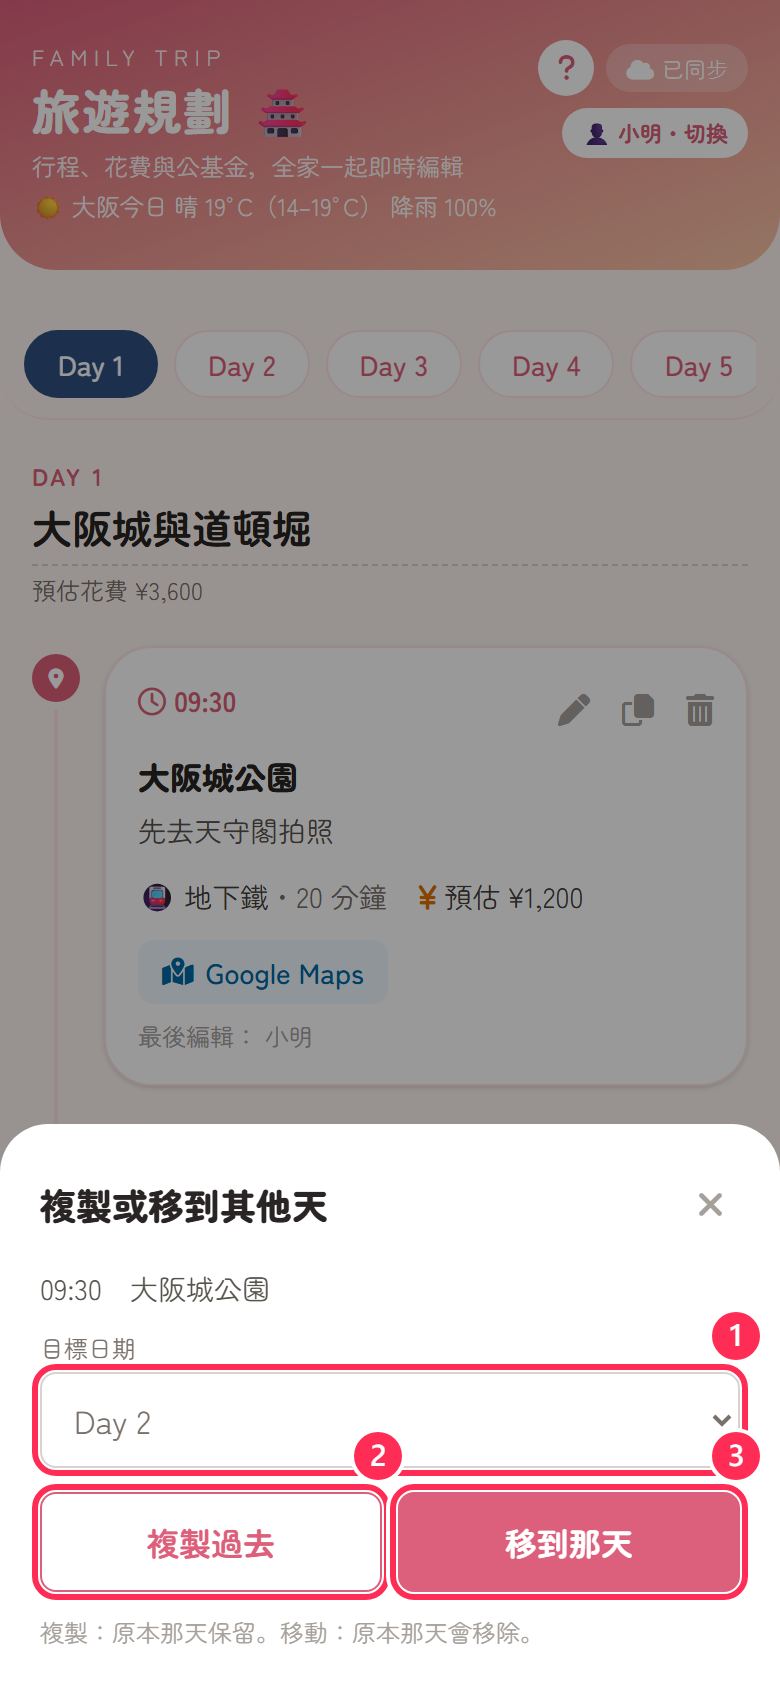 FAMILY TRIP
旅遊規劃
?
已同步
小明・切換
行程、花費與公基金，全家一起即時編輯
大阪今日 晴 19°C（14–19°C） 降雨 100%
Day 1
Day 2
Day 3
Day 4
Day 5
DAY 1
大阪城與道頓堀
預估花費 ¥3,600
09:30
大阪城公園
先去天守閣拍照
地下鐵・20 分鐘 ¥ 預估 ¥1,200
Google Maps
最後編輯： 小明
複製或移到其他天
09:30 大阪城公園
目標日期
1
Day 2
2
3
複製過去
移到那天
複製：原本那天保留。移動：原本那天會移除。